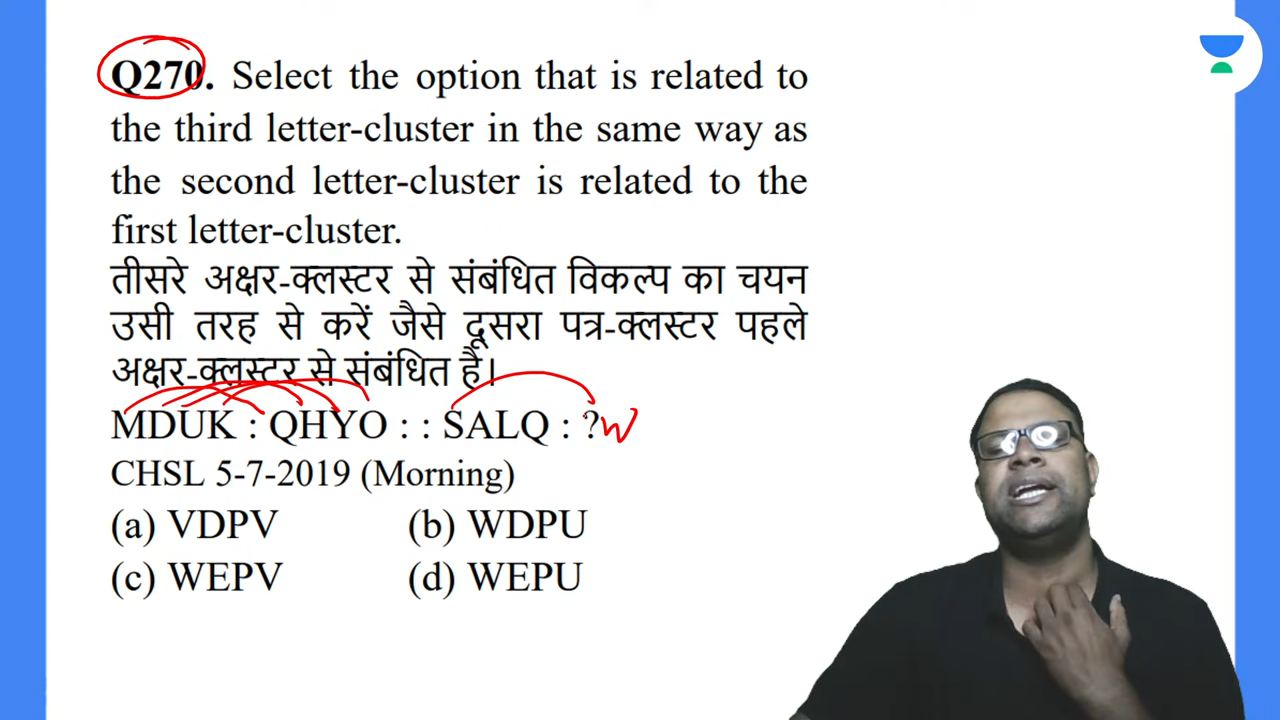 Q270. Select the option that is related to
the third letter-cluster in the same way as
the second letter-cluster is related to the
first letter-cluster.
तीसरे अक्षर-क्लस्टर से संबंधित विकल्प का चयन
उसी तरह से करें जैसे दूसरा पत्र-क्लस्टर पहले
अक्षर-क्लस्टर से संबंधित है।
MDUK : QHYO : : SALQ : ? W
CHSL 5-7-2019 (Morning)
(a) VDPV (b) WDPU
(c) WEPV (d) WEPU